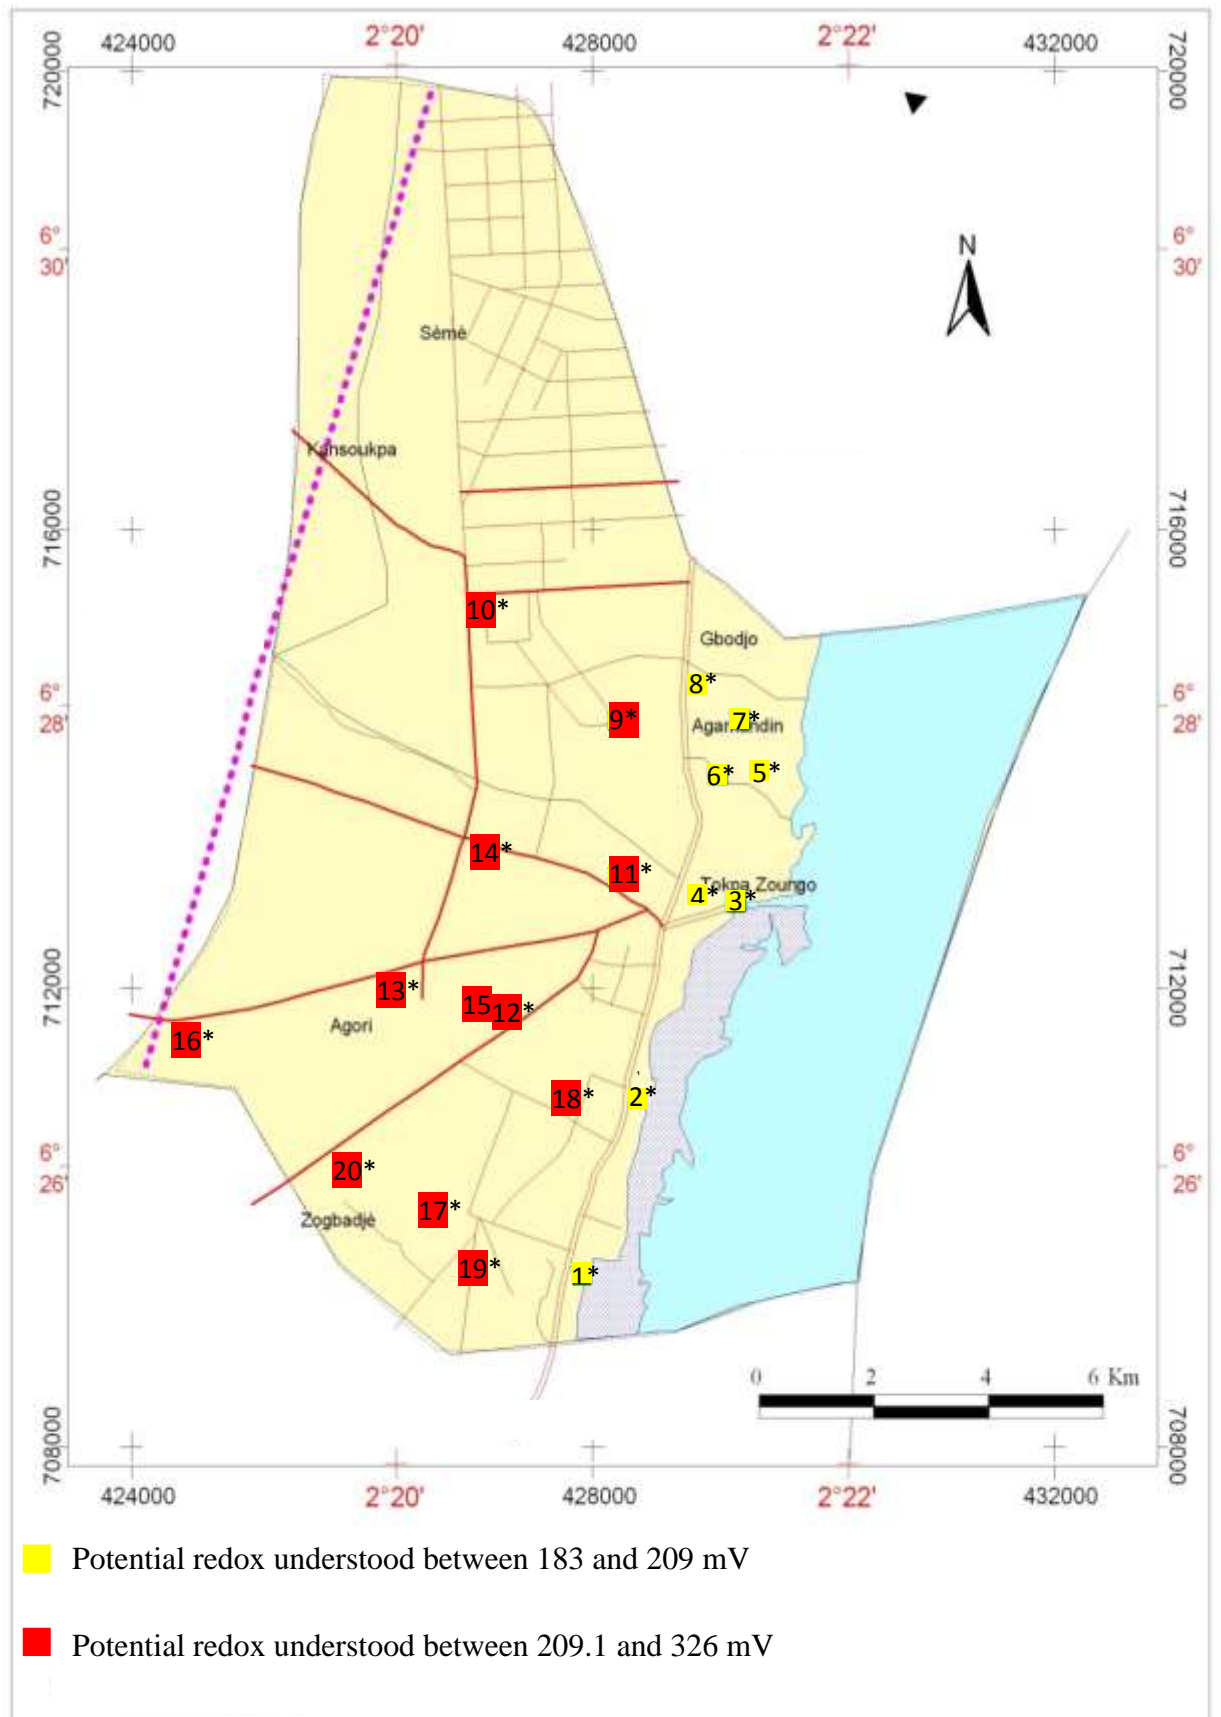 424000 2°20' 428000 2°22' 432000
720000 720000
N
6° 30' 6° 30'
Sèmè
Kansoukpa
716000 716000
10*
Gbodjo
8*
6° 28' 6° 28'
9* 7*
Agamandin
6* 5*
14*
11*
Tokpa Zoungo
4* 3*
712000 712000
13*
15 12*
Agori
16*
18* 2*
6° 26' 6° 26'
20*
17*
Zogbadjè
19* 1*
0 2 4 6 Km
708000 708000
424000 2°20' 428000 2°22' 432000
Potential redox understood between 183 and 209 mV
Potential redox understood between 209.1 and 326 mV